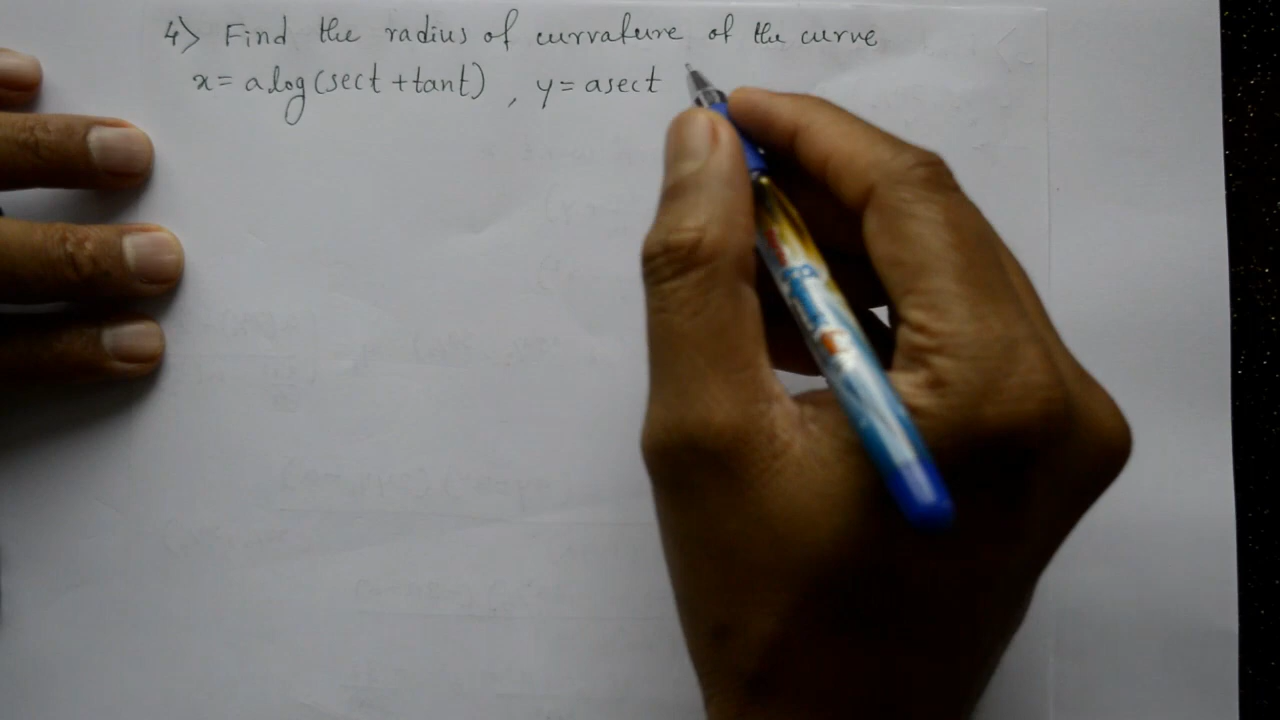 4> Find the radius of curvature of the curve
x = a.log(sect + tant) , y = asect